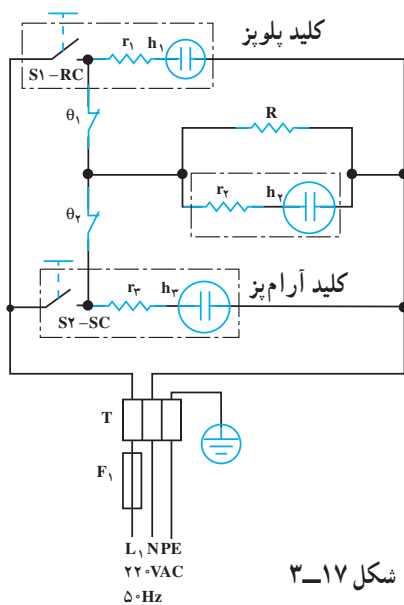 کلید پلوپز
r۱ h۱
S۱-RC
θ۱
R
r۲ h۲
θ۲
کلید آرام‌پز
r۳ h۳
S۲-SC
T
F۱
L۱ N PE
۲۲۰VAC
۵۰Hz
شکل ۱۷ــ۳